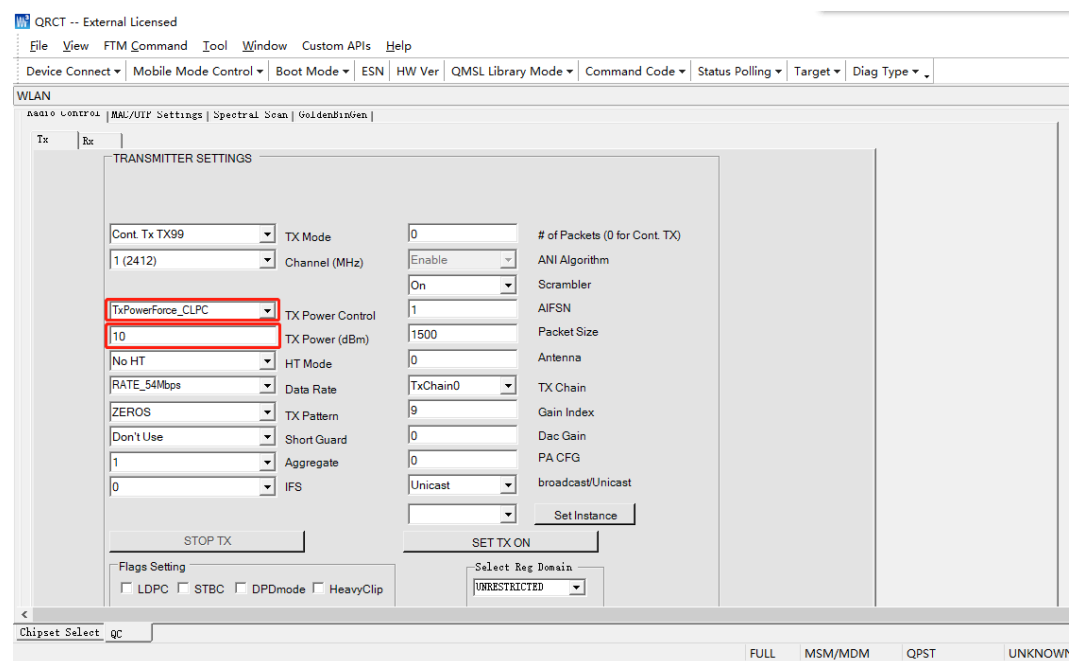 QRCT -- External Licensed
File View FTM Command Tool Window Custom APIs Help
Device Connect Mobile Mode Control Boot Mode ESN HW Ver QMSL Library Mode Command Code Status Polling Target Diag Type
WLAN
Radio Control MAC/OTP Settings Spectral Scan GoldenBinGen
Tx Rx
TRANSMITTER SETTINGS
Cont. Tx TX99 TX Mode 0 # of Packets (0 for Cont. TX)
1 (2412) Channel (MHz) Enable ANI Algorithm
On Scrambler
TxPowerForce_CLPC TX Power Control 1 AIFSN
10 TX Power (dBm) 1500 Packet Size
No HT HT Mode 0 Antenna
RATE_54Mbps Data Rate TxChain0 TX Chain
ZEROS TX Pattern 9 Gain Index
Don't Use Short Guard 0 Dac Gain
1 Aggregate 0 PA CFG
0 IFS Unicast broadcast/Unicast
Set Instance
STOP TX SET TX ON
Flags Setting Select Reg Domain
LDPC STBC DPDmode HeavyClip UNRESTRICTED
Chipset Select QC
FULL MSM/MDM QPST UNKNOWN